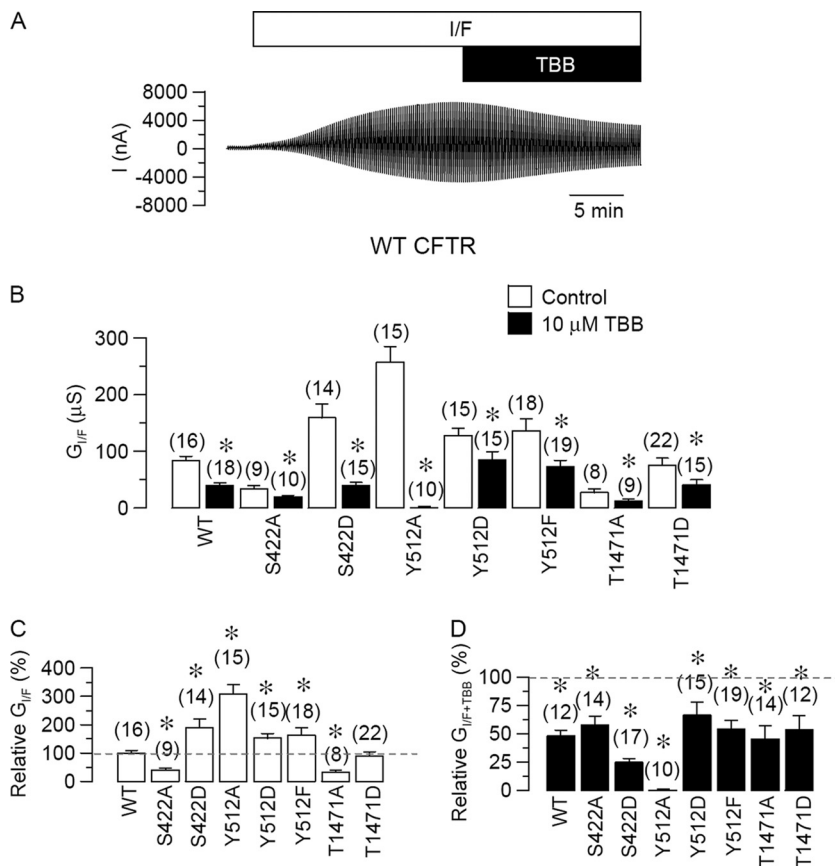 A
I/F
TBB
8000
4000
0
-4000
-8000
I (nA)
5 min
WT CFTR
B
Control
10 μM TBB
300
200
100
0
G I/F (μS)
(16)
*
(18)
(9)
*
(10)
(14)
*
(15)
(15)
*
(10)
(15)
*
(15)
(18)
*
(19)
(8)
*
(9)
(22)
*
(15)
WT
S422A
S422D
Y512A
Y512D
Y512F
T1471A
T1471D
C
400
300
200
100
0
Relative G I/F (%)
(16)
*
(9)
*
(14)
*
(15)
*
(15)
*
(18)
*
(8)
(22)
WT
S422A
S422D
Y512A
Y512D
Y512F
T1471A
T1471D
D
100
75
50
25
0
Relative G I/F+TBB (%)
*
(12)
*
(14)
*
(17)
*
(10)
*
(15)
*
(19)
*
(14)
*
(12)
WT
S422A
S422D
Y512A
Y512D
Y512F
T1471A
T1471D